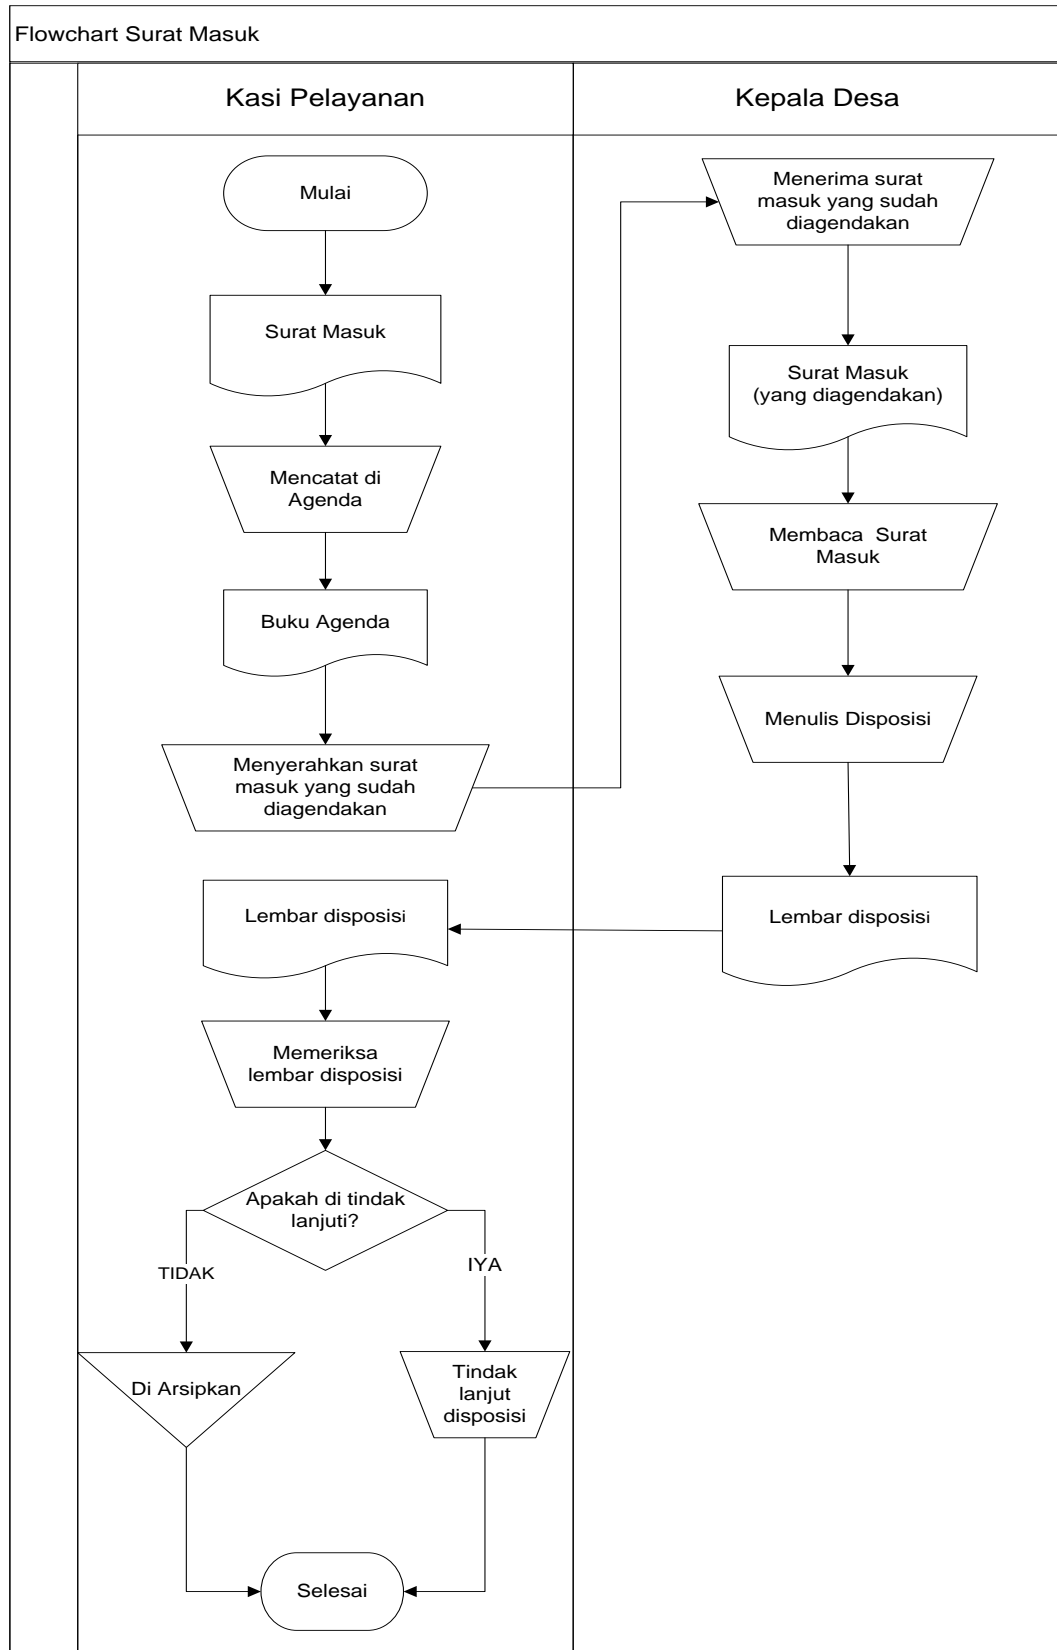 Flowchart Surat Masuk
Kasi Pelayanan
Kepala Desa
Mulai
Surat Masuk
Mencatat di
Agenda
Buku Agenda
Menyerahkan surat
masuk yang sudah
diagendakan
Menerima surat
masuk yang sudah
diagendakan
Surat Masuk
(yang diagendakan)
Membaca  Surat
Masuk
Menulis Disposisi
Lembar disposisi
Lembar disposisi
Memeriksa
lembar disposisi
Apakah di tindak
lanjuti?
TIDAK
IYA
Di Arsipkan
Tindak
lanjut
disposisi
Selesai